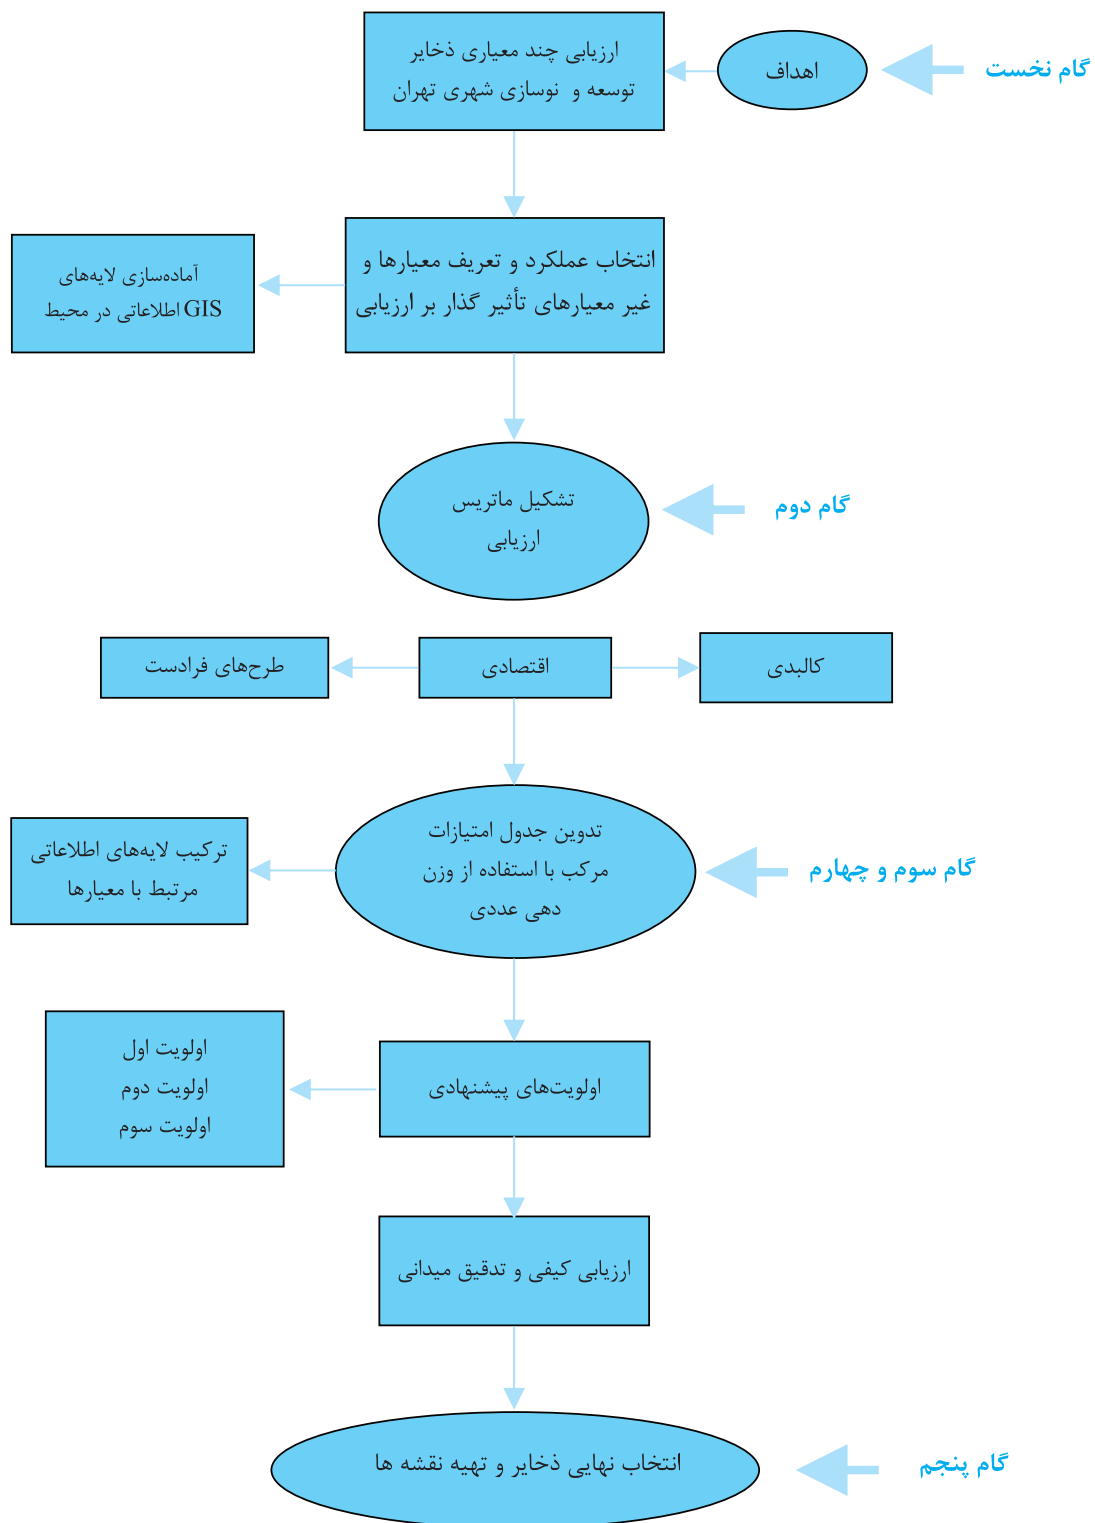 گام نخست
اهداف
ارزیابی چند معیاری ذخایر
توسعه و نوسازی شهری تهران
انتخاب عملکرد و تعریف معیارها و
غیر معیارهای تأثیر گذار بر ارزیابی
آماده‌سازی لایه‌های
GIS اطلاعاتی در محیط
گام دوم
تشکیل ماتریس
ارزیابی
کالبدی
اقتصادی
طرح‌های فرادست
گام سوم و چهارم
تدوین جدول امتیازات
مرکب با استفاده از وزن
دهی عددی
ترکیب لایه‌های اطلاعاتی
مرتبط با معیارها
اولویت‌های پیشنهادی
اولویت اول
اولویت دوم
اولویت سوم
ارزیابی کیفی و تدقیق میدانی
گام پنجم
انتخاب نهایی ذخایر و تهیه نقشه ها